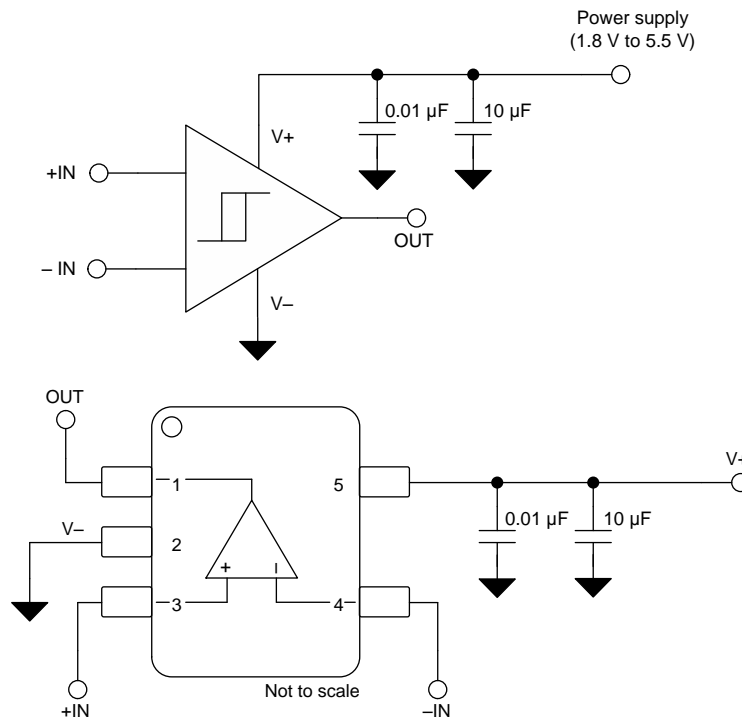 Power supply
(1.8 V to 5.5 V)
0.01 µF
10 µF
V+
+IN
OUT
– IN
V–
OUT
1
5
V–
2
0.01 µF
10 µF
+
–
3
4
Not to scale
+IN
–IN